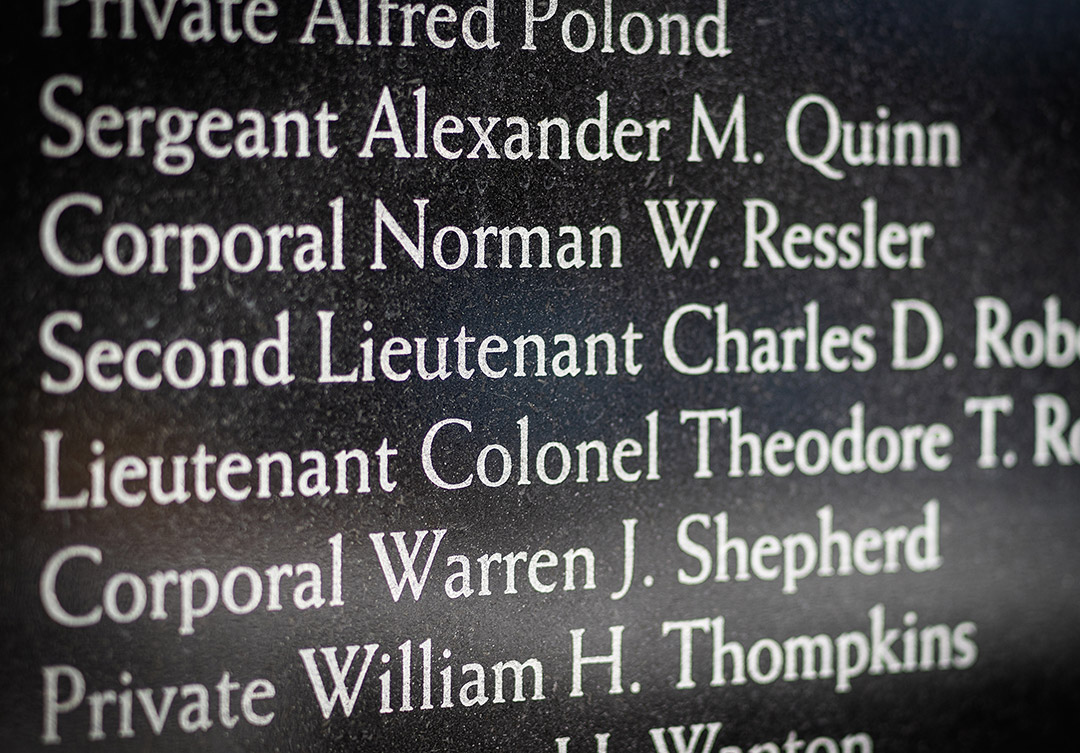 Private Alfred Polond
Sergeant Alexander M. Quinn
Corporal Norman W. Ressler
Second Lieutenant Charles D.
Lieutenant Colonel Theodore T.
Corporal Warren J. Shepherd
Private William H. Thompkins
H. Wanton